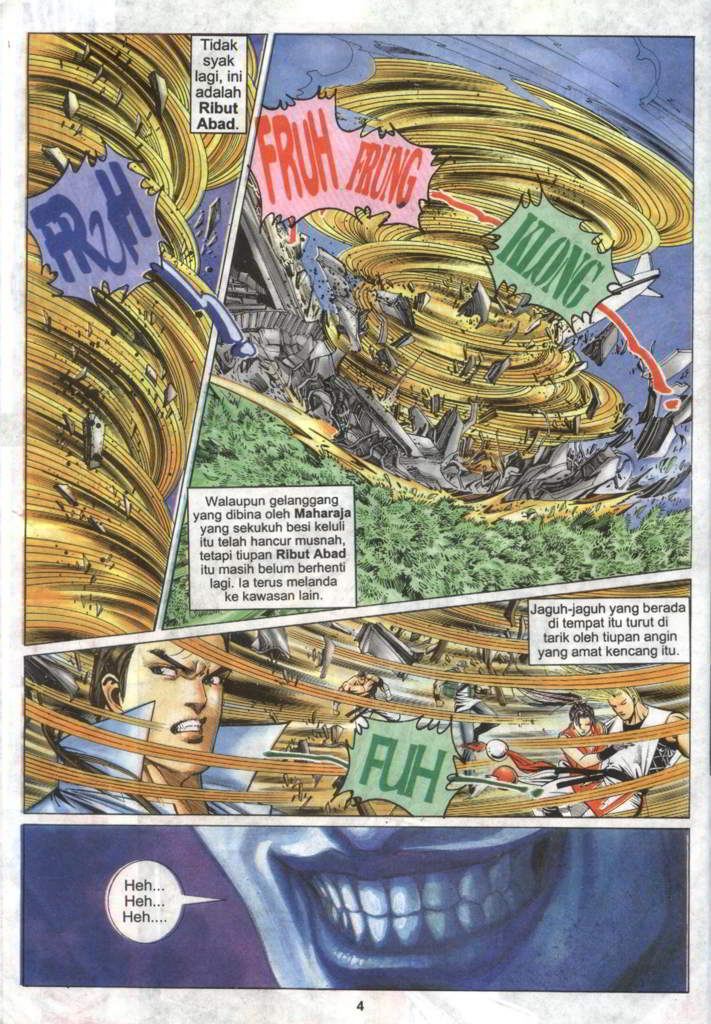 Tidak
syak
lagi, ini
adalah
Ribut
Abad.
FRUH
FRUH
FRUNG
KLONG
Walaupun gelanggang
yang dibina oleh Maharaja
yang sekukuh besi keluli
itu telah hancur musnah,
tetapi tiupan Ribut Abad
itu masih belum berhenti
lagi. Ia terus melanda
ke kawasan lain.
Jaguh-jaguh yang berada
di tempat itu turut di
tarik oleh tiupan angin
yang amat kencang itu.
FUH
Heh...
Heh...
Heh....
4